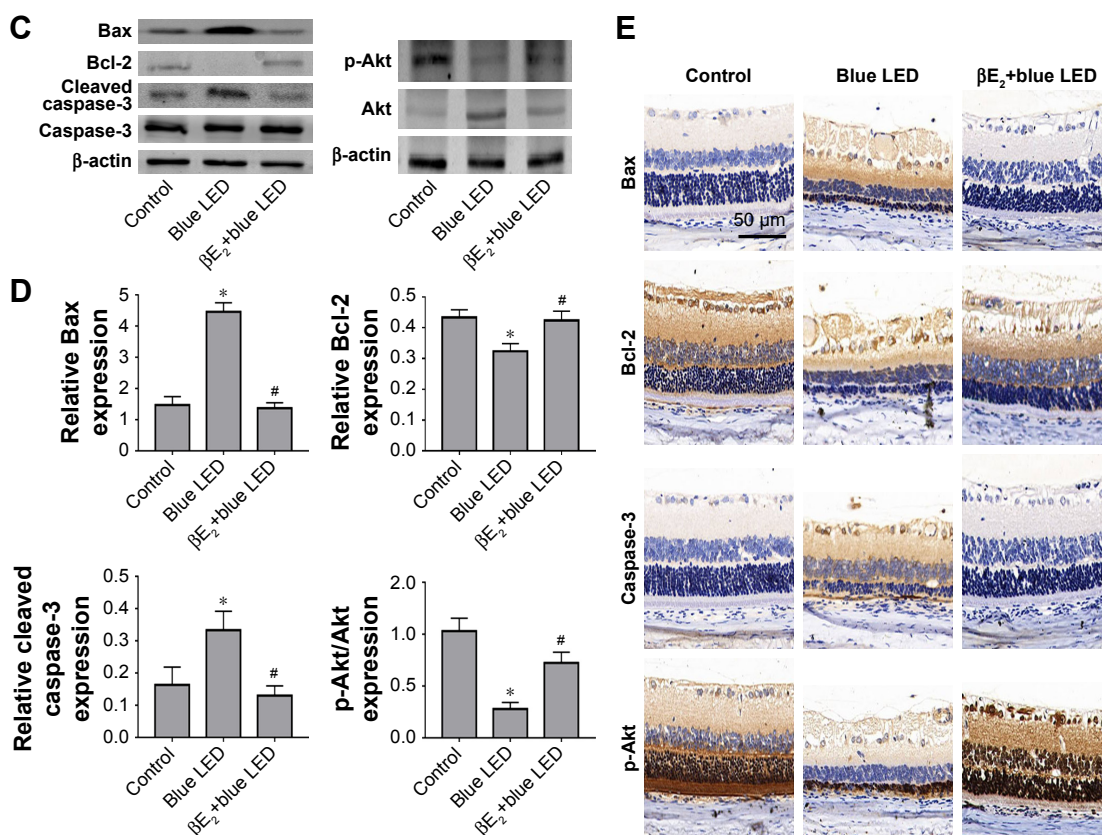 C
Bax
Bcl-2
Cleaved
caspase-3
Caspase-3
β-actin
Control
Blue LED
βE₂+blue LED
p-Akt
Akt
β-actin
Control
Blue LED
βE₂+blue LED
D
Relative Bax
expression
5
4
3
2
1
0
*
#
Control
Blue LED
βE₂+blue LED
Relative Bcl-2
expression
0.5
0.4
0.3
0.2
0.1
0.0
*
#
Control
Blue LED
βE₂+blue LED
Relative cleaved
caspase-3
expression
0.5
0.4
0.3
0.2
0.1
0.0
*
#
Control
Blue LED
βE₂+blue LED
p-Akt/Akt
expression
2.0
1.0
0.5
0.0
*
#
Control
Blue LED
βE₂+blue LED
E
Control
Blue LED
βE₂+blue LED
Bax
50 μm
Bcl-2
Caspase-3
p-Akt